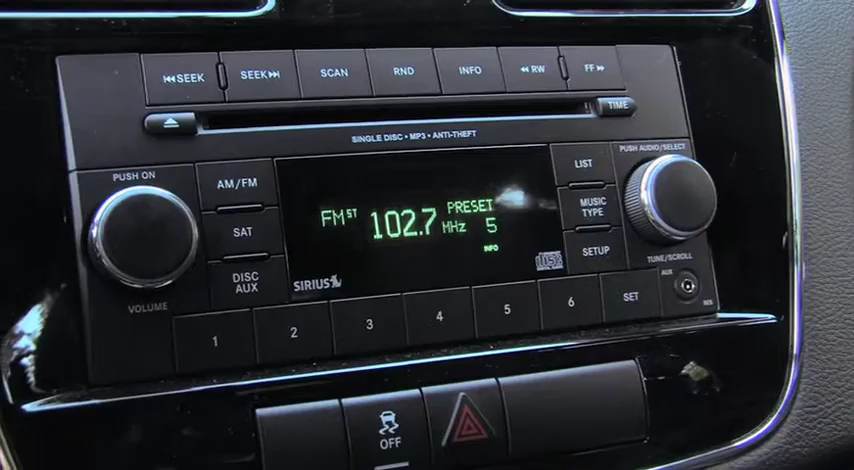 SEEK SEEK SCAN RND INFO RW FF
TIME
SINGLE DISC • MP3 • ANTI-THEFT
PUSH ON
PUSH AUDIO/SELECT
AM/FM
LIST
SAT
MUSIC
TYPE
DISC
AUX
SETUP
FM ST 102.7 MHz PRESET 5
INFO
SIRIUS
disc
VOLUME
TUNE/SCROLL
AUX
RES
1 2 3 4 5 6 SET
OFF